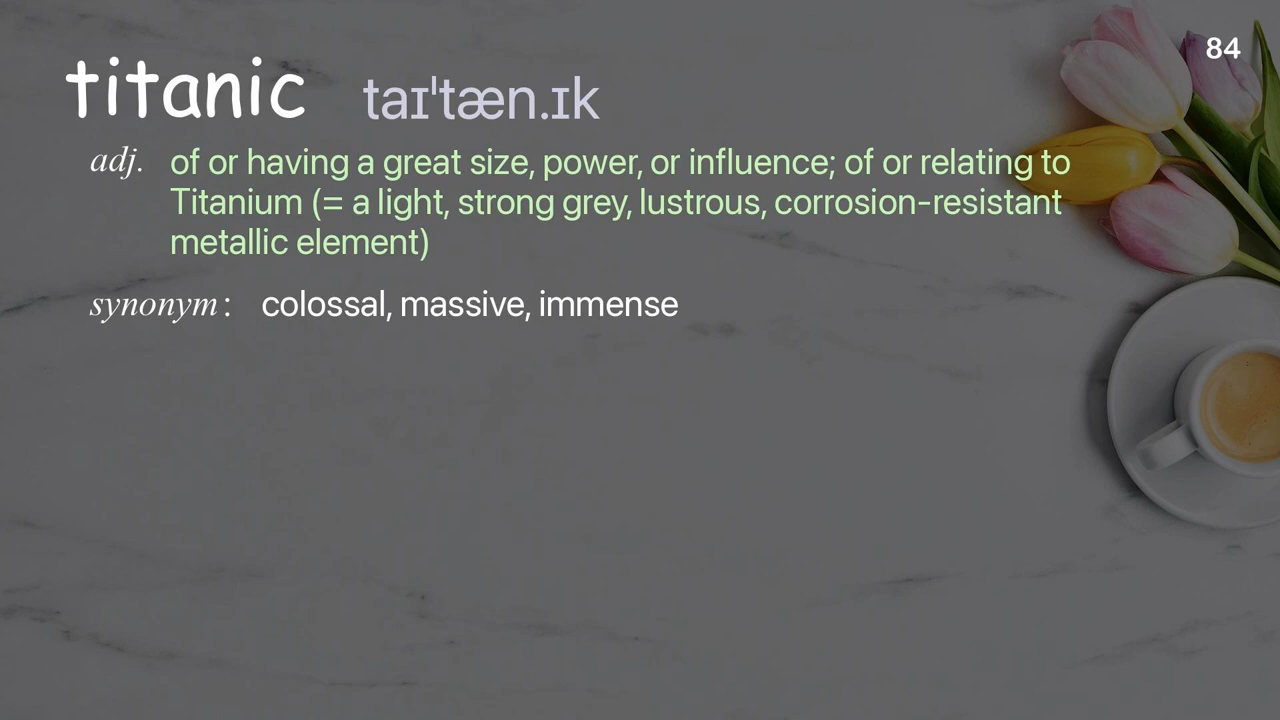 84
titanic taɪˈtæn.ɪk
adj. of or having a great size, power, or influence; of or relating to
Titanium (= a light, strong grey, lustrous, corrosion-resistant
metallic element)
synonym: colossal, massive, immense